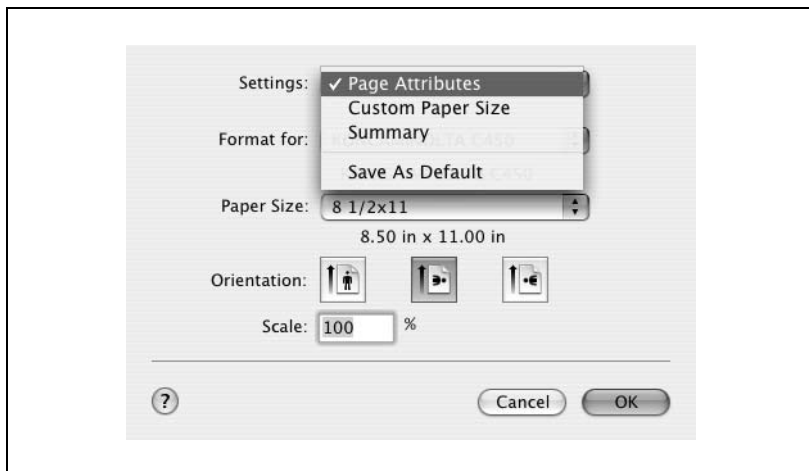 Settings:
✓ Page Attributes
Custom Paper Size
Summary
Save As Default
Format for:
Paper Size:
8 1/2x11
8.50 in x 11.00 in
Orientation:
Scale:
100
%
?
Cancel
OK